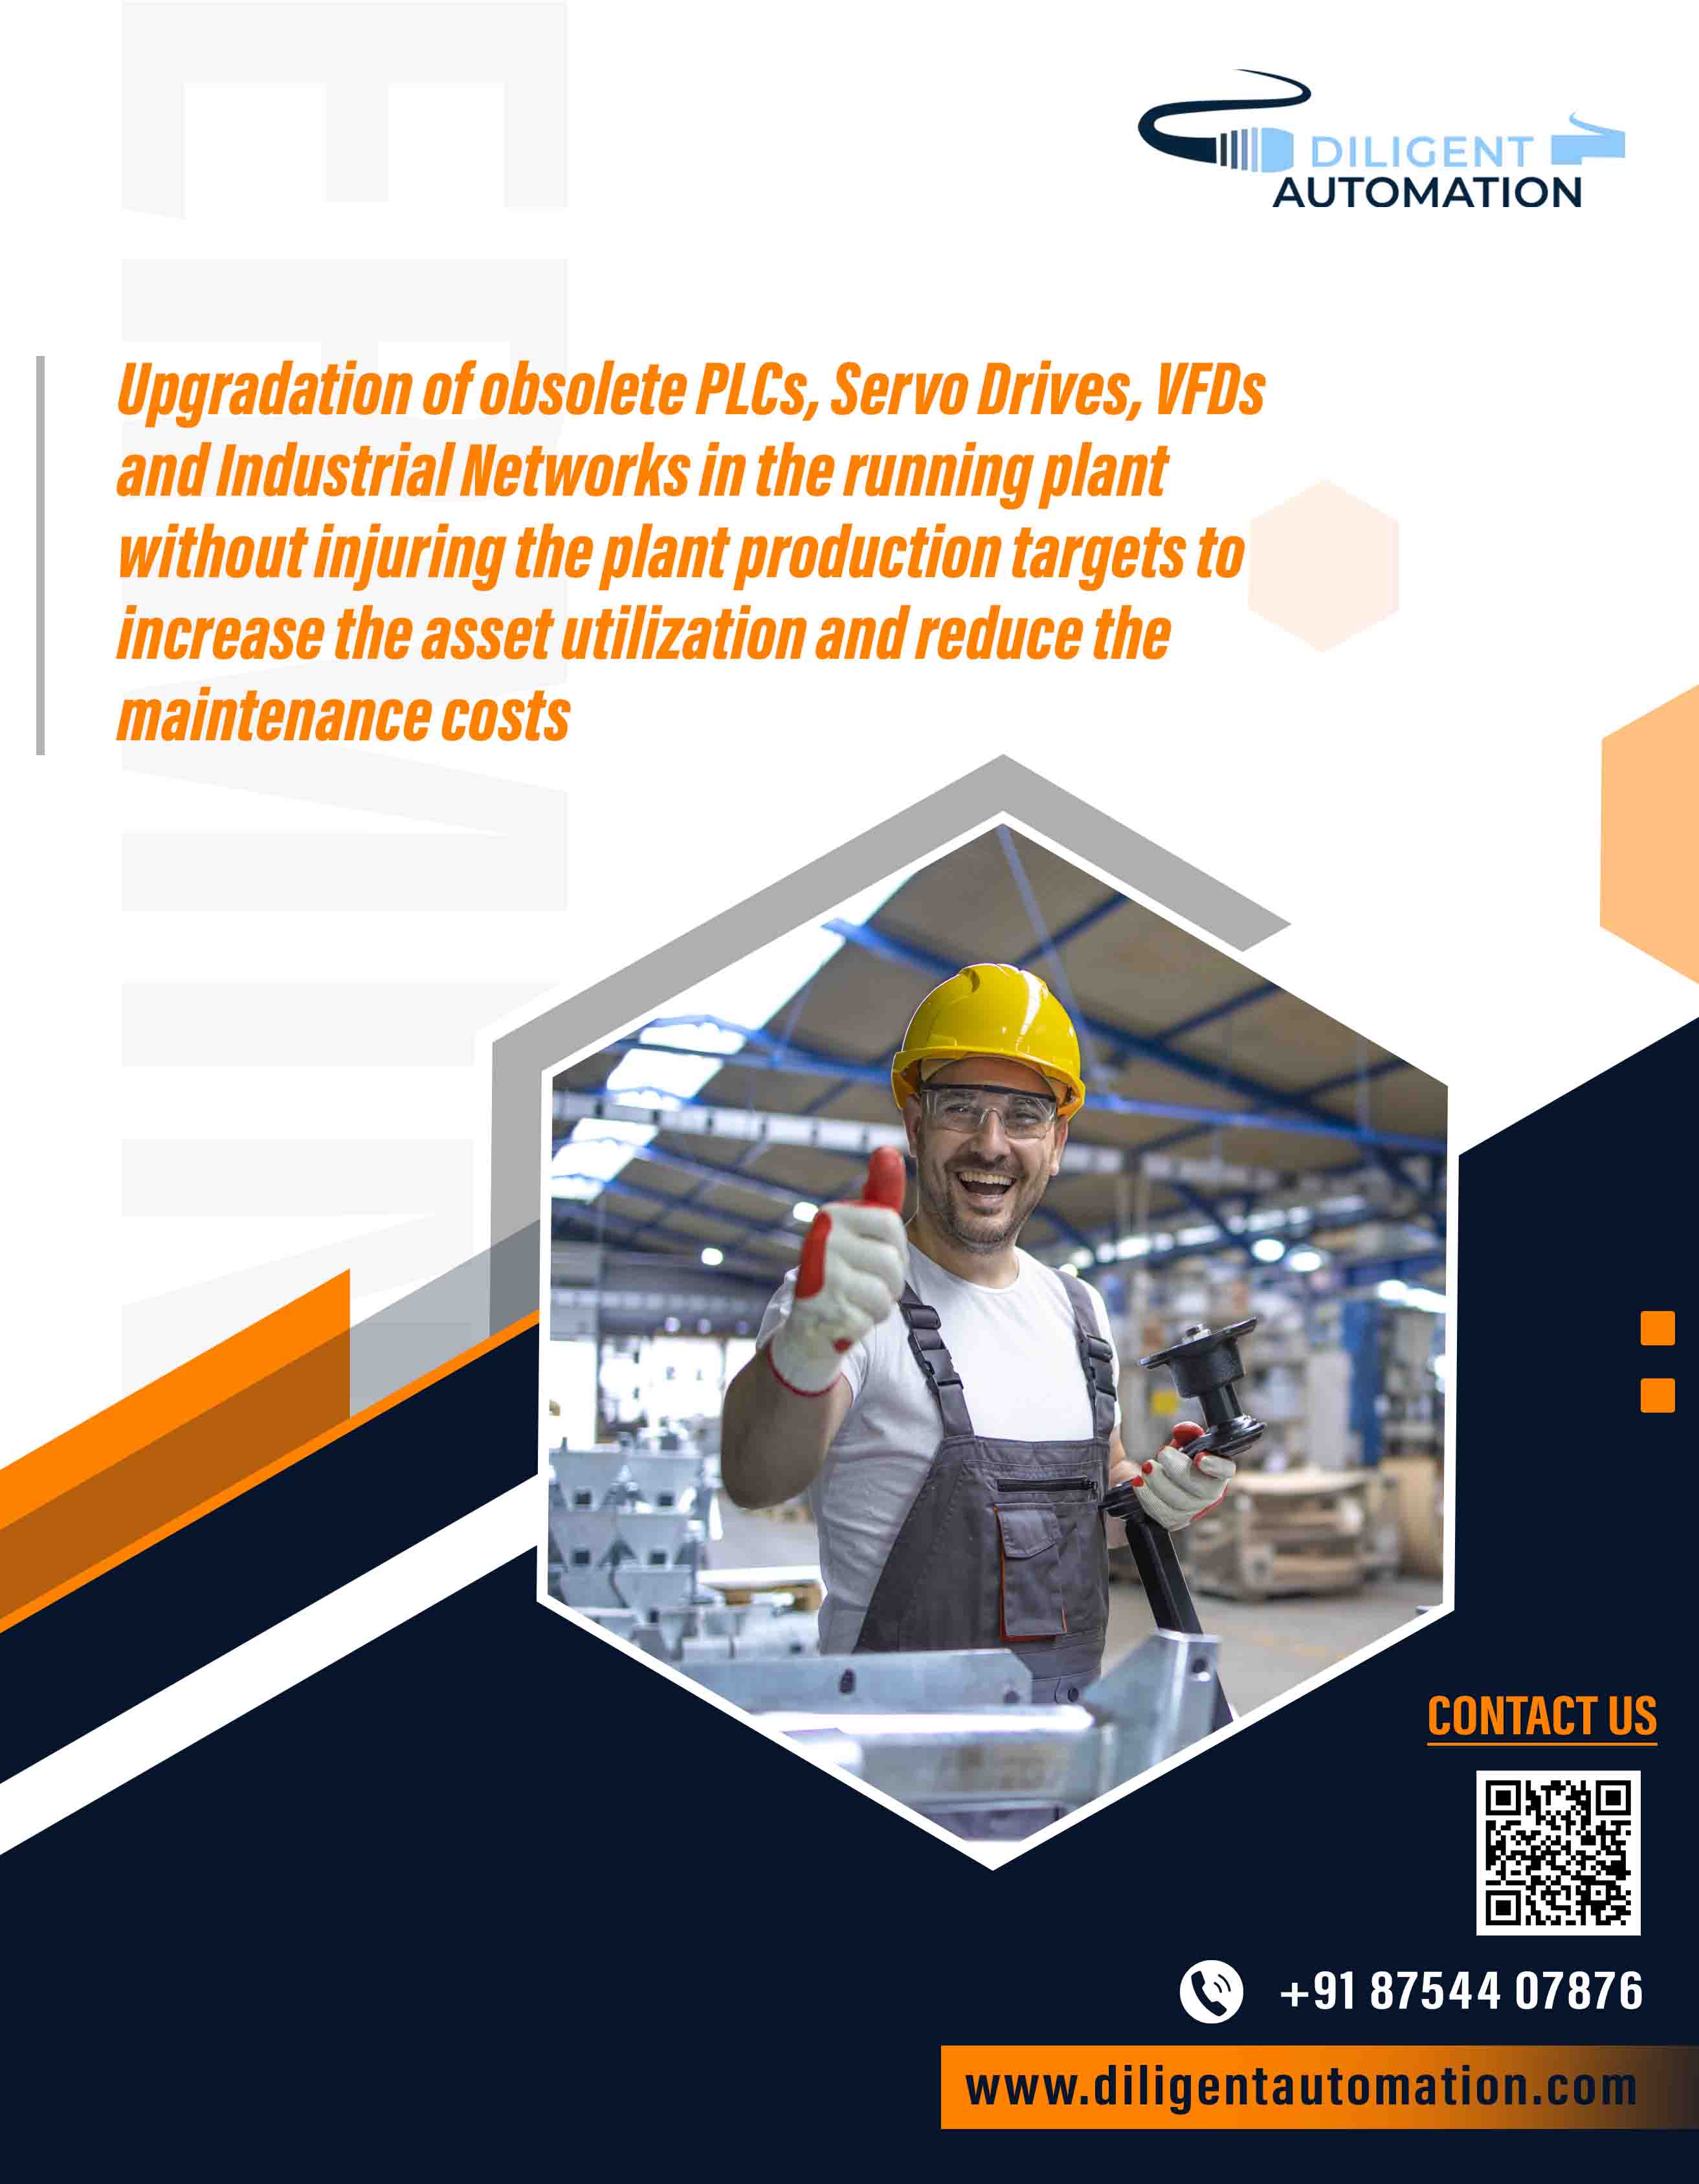 DILIGENT
AUTOMATION
Upgradation of obsolete PLCs, Servo Drives, VFDs
and Industrial Networks in the running plant
without injuring the plant production targets to
increase the asset utilization and reduce the
maintenance costs
CONTACT US
+91 87544 07876
www.diligentautomation.com